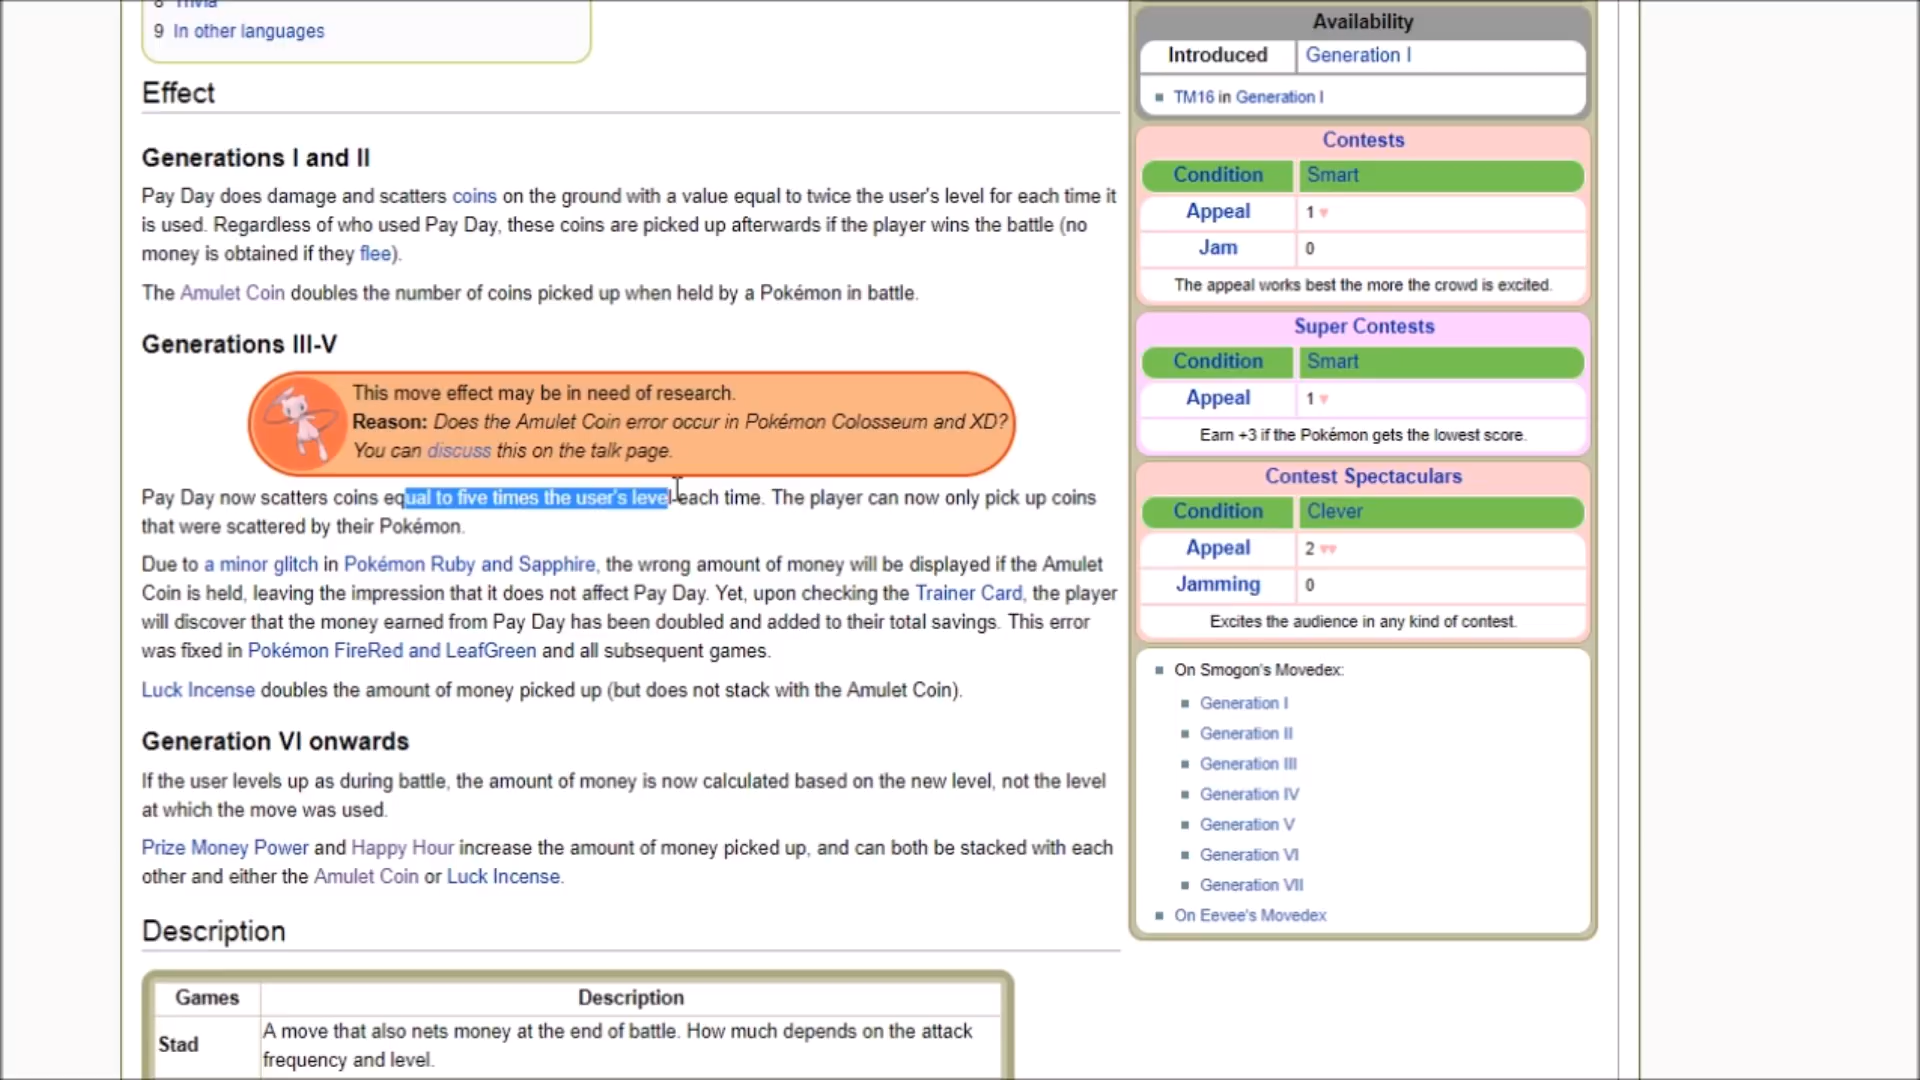 8 Trivia
9 In other languages
Effect
Generations I and II
Pay Day does damage and scatters coins on the ground with a value equal to twice the user's level for each time it
is used. Regardless of who used Pay Day, these coins are picked up afterwards if the player wins the battle (no
money is obtained if they flee).
The Amulet Coin doubles the number of coins picked up when held by a Pokémon in battle.
Generations III-V
This move effect may be in need of research.
Reason: Does the Amulet Coin error occur in Pokémon Colosseum and XD?
You can discuss this on the talk page.
Pay Day now scatters coins equal to five times the user's level each time. The player can now only pick up coins
that were scattered by their Pokémon.
Due to a minor glitch in Pokémon Ruby and Sapphire, the wrong amount of money will be displayed if the Amulet
Coin is held, leaving the impression that it does not affect Pay Day. Yet, upon checking the Trainer Card, the player
will discover that the money earned from Pay Day has been doubled and added to their total savings. This error
was fixed in Pokémon FireRed and LeafGreen and all subsequent games.
Luck Incense doubles the amount of money picked up (but does not stack with the Amulet Coin).
Generation VI onwards
If the user levels up as during battle, the amount of money is now calculated based on the new level, not the level
at which the move was used.
Prize Money Power and Happy Hour increase the amount of money picked up, and can both be stacked with each
other and either the Amulet Coin or Luck Incense.
Description
Games Description
Stad
A move that also nets money at the end of battle. How much depends on the attack
frequency and level.
Availability
Introduced Generation I
TM16 in Generation I
Contests
Condition Smart
Appeal 1
Jam 0
The appeal works best the more the crowd is excited.
Super Contests
Condition Smart
Appeal 1
Earn +3 if the Pokémon gets the lowest score.
Contest Spectaculars
Condition Clever
Appeal 2
Jamming 0
Excites the audience in any kind of contest.
On Smogon's Movedex:
Generation I
Generation II
Generation III
Generation IV
Generation V
Generation VI
Generation VII
On Eevee's Movedex